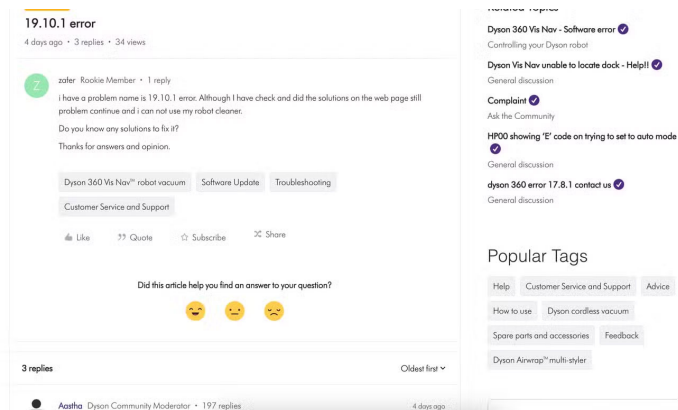 19.10.1 error
4 days ago • 3 replies • 34 views
Z
zafer Rookie Member • 1 reply
i have a problem name is 19.10.1 error. Although I have check and did the solutions on the web page still
problem continue and i can not use my robot cleaner.
Do you know any solutions to fix it?
Thanks for answers and opinion.
Dyson 360 Vis Nav™ robot vacuum Software Update Troubleshooting
Customer Service and Support
Like Quote Subscribe Share
Did this article help you find an answer to your question?
3 replies Oldest first
Aastha Dyson Community Moderator • 197 replies 4 days ago
Related Topics
Dyson 360 Vis Nav - Software error
Controlling your Dyson robot
Dyson Vis Nav unable to locate dock - Help!!
General discussion
Complaint
Ask the Community
HP00 showing ‘E’ code on trying to set to auto mode
General discussion
dyson 360 error 17.8.1 contact us
General discussion
Popular Tags
Help Customer Service and Support Advice
How to use Dyson cordless vacuum
Spare parts and accessories Feedback
Dyson Airwrap™ multi-styler